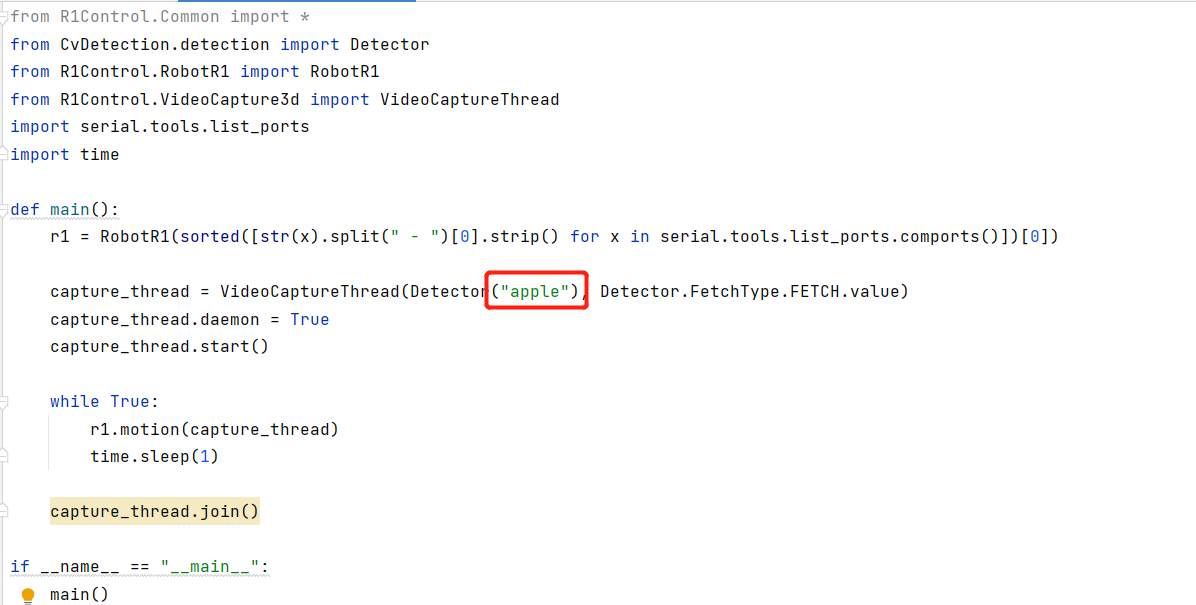 from R1Control.Common import *
from CvDetection.detection import Detector
from R1Control.RobotR1 import RobotR1
from R1Control.VideoCapture3d import VideoCaptureThread
import serial.tools.list_ports
import time
def main():
r1 = RobotR1(sorted([str(x).split(" - ")[0].strip() for x in serial.tools.list_ports.comports()])[0])
capture_thread = VideoCaptureThread(Detector("apple"), Detector.FetchType.FETCH.value)
capture_thread.daemon = True
capture_thread.start()
while True:
r1.motion(capture_thread)
time.sleep(1)
capture_thread.join()
if __name__ == "__main__":
main()